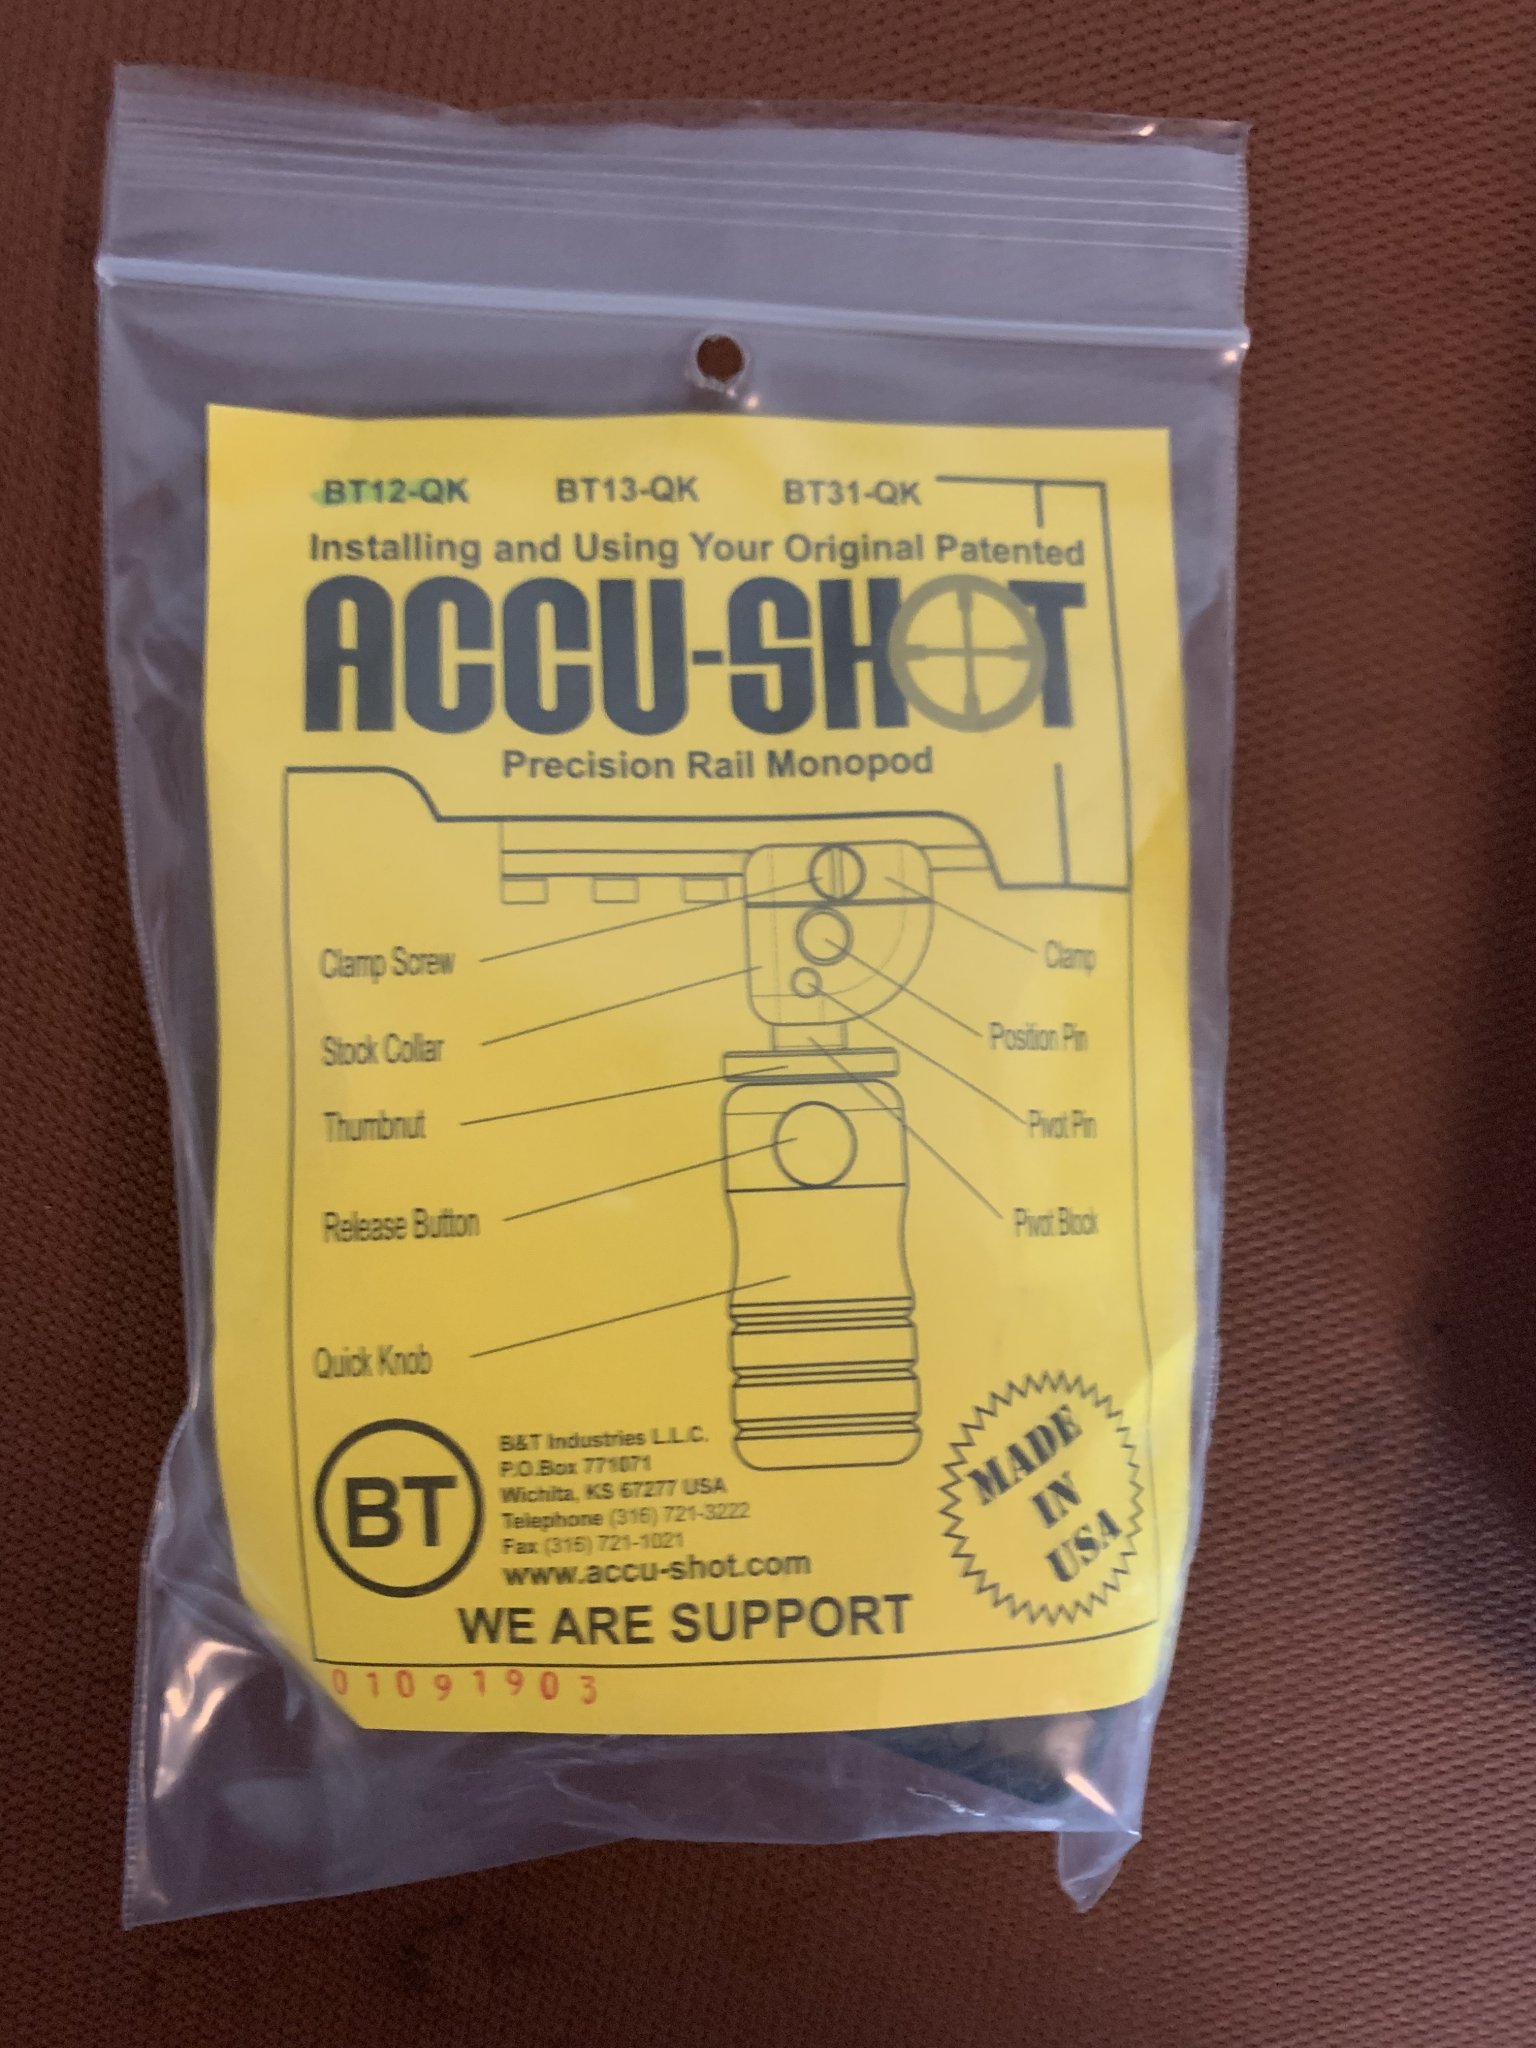 BT12-QK BT13-QK BT31-QK
Installing and Using Your Original Patented
ACCU-SHOT
Precision Rail Monopod
Clamp Screw
Clamp
Stock Collar
Position Pin
Thumbnut
Pivot Pin
Release Button
Pivot Block
Quick Knob
BT
B&T Industries L.L.C.
P.O.Box 771071
Wichita, KS 67277 USA
Telephone (316) 721-3222
Fax (316) 721-1021
www.accu-shot.com
MADE
IN
USA
WE ARE SUPPORT
01091903